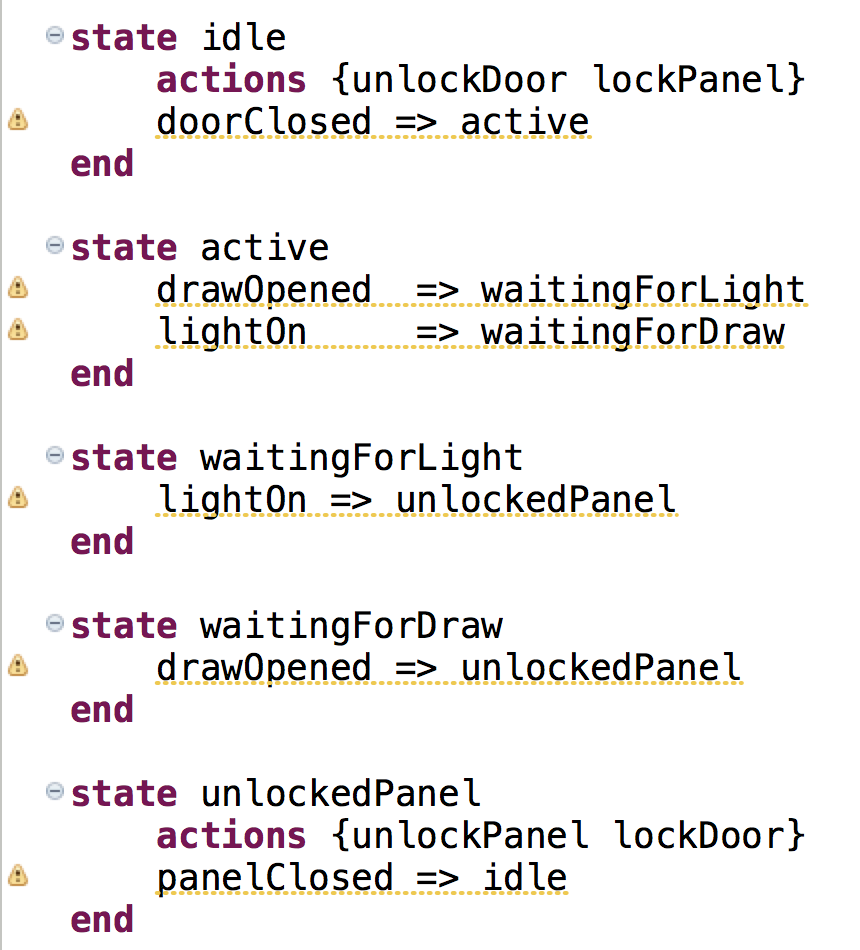 state idle
actions {unlockDoor lockPanel}
doorClosed => active
end
state active
drawOpened  => waitingForLight
lightOn     => waitingForDraw
end
state waitingForLight
lightOn => unlockedPanel
end
state waitingForDraw
drawOpened => unlockedPanel
end
state unlockedPanel
actions {unlockPanel lockDoor}
panelClosed => idle
end